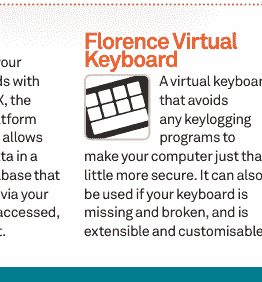 our
ds with
X, the
tform
allows
ta in a
base that
via your
accessed,
t.
Florence Virtual
Keyboard
A virtual keyboar
that avoids
any keylogging
programs to
make your computer just tha
little more secure. It can also
be used if your keyboard is
missing and broken, and is
extensible and customisable